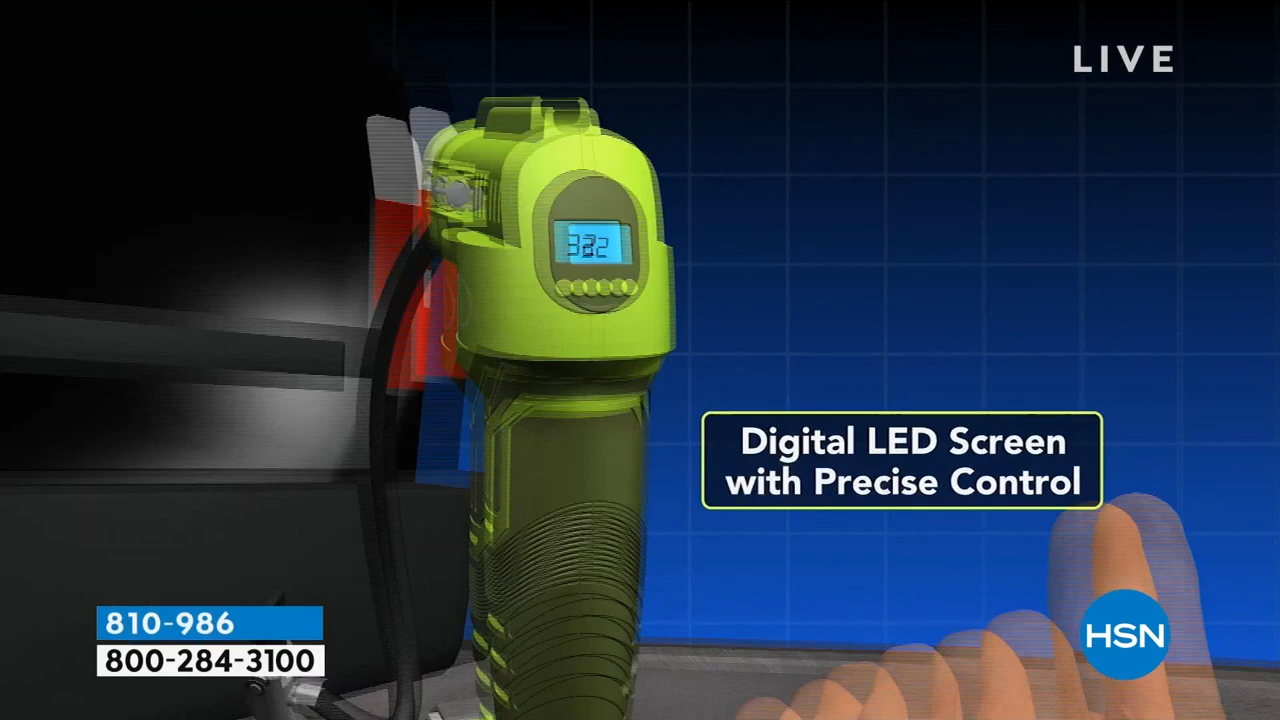 LIVE
Digital LED Screen
with Precise Control
810-986
800-284-3100
HSN